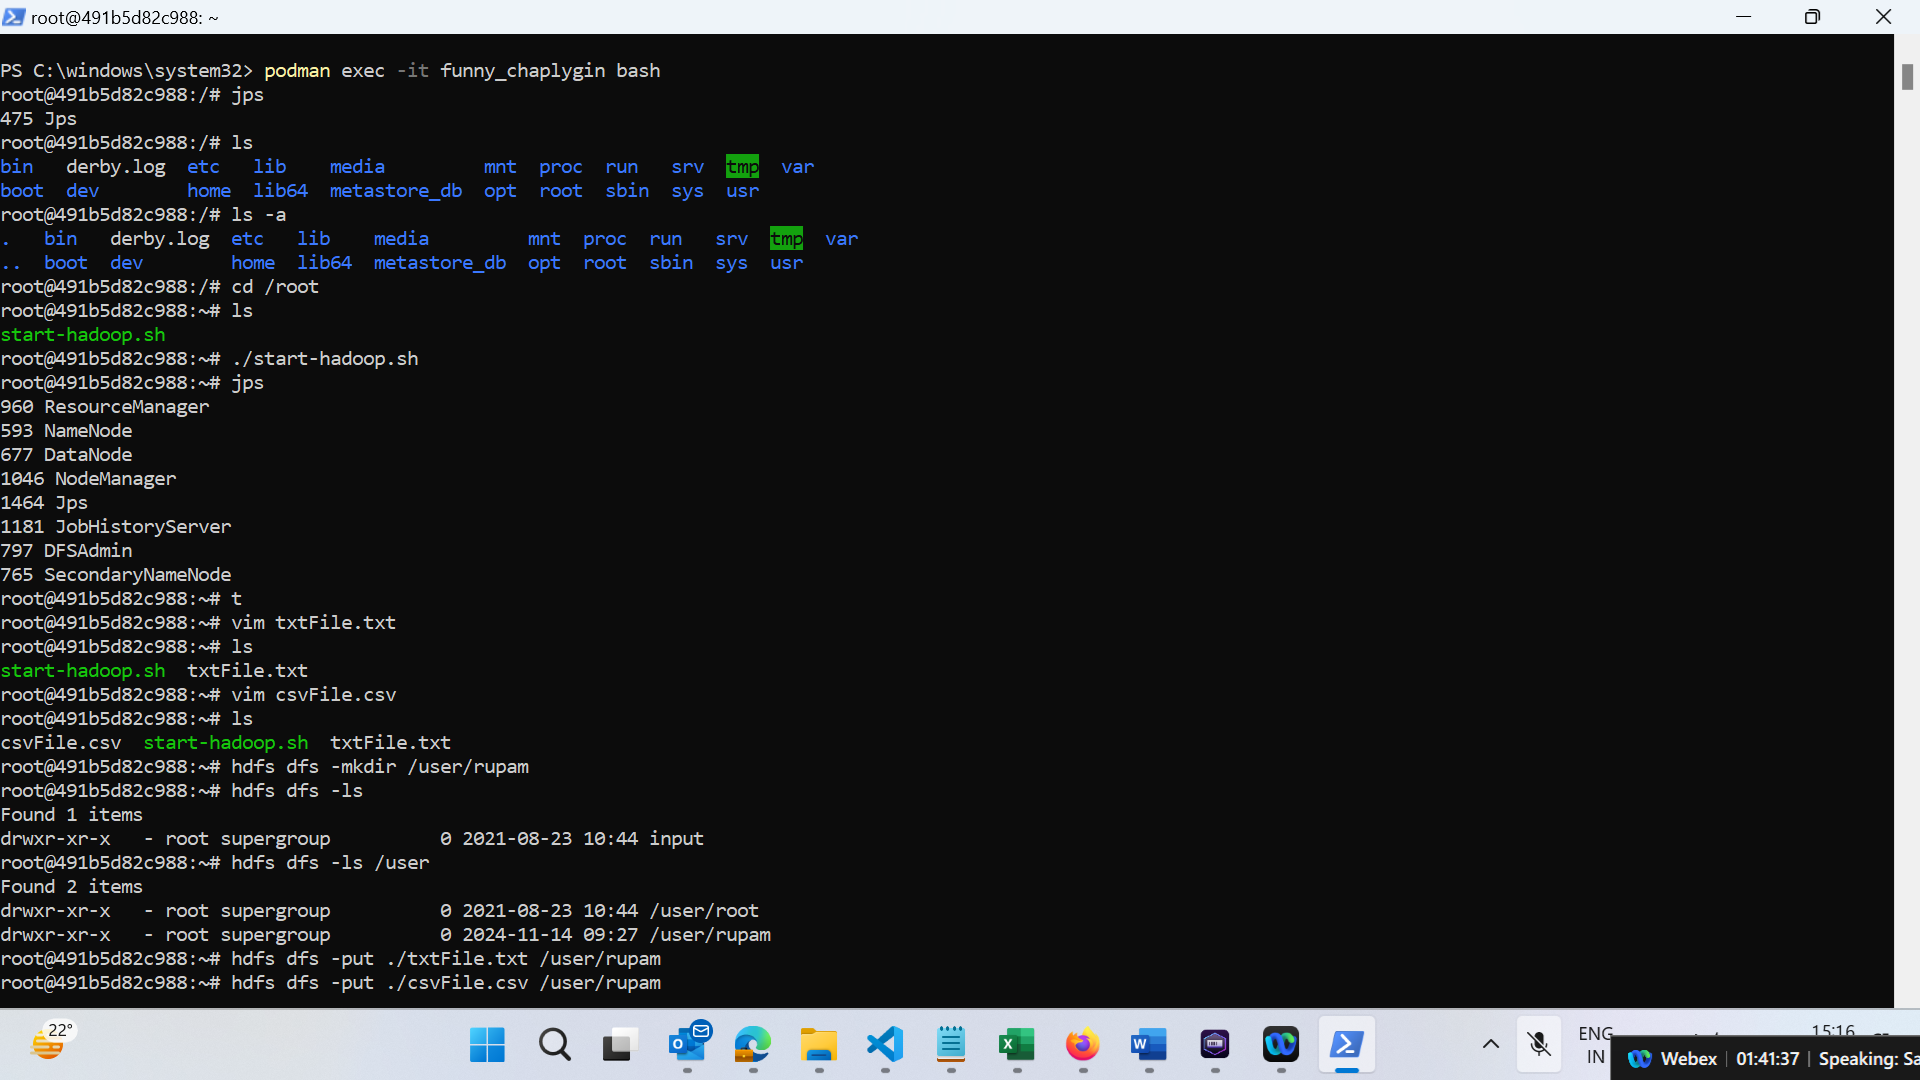 root@491b5d82c988: ~
PS C:\windows\system32> podman exec -it funny_chaplygin bash
root@491b5d82c988:/# jps
475 Jps
root@491b5d82c988:/# ls
bin   derby.log  etc   lib    media         mnt  proc  run   srv  tmp  var
boot  dev        home  lib64  metastore_db  opt  root  sbin  sys  usr
root@491b5d82c988:/# ls -a
.   bin   derby.log  etc   lib    media         mnt  proc  run   srv  tmp  var
..  boot  dev        home  lib64  metastore_db  opt  root  sbin  sys  usr
root@491b5d82c988:/# cd /root
root@491b5d82c988:~# ls
start-hadoop.sh
root@491b5d82c988:~# ./start-hadoop.sh
root@491b5d82c988:~# jps
960 ResourceManager
593 NameNode
677 DataNode
1046 NodeManager
1464 Jps
1181 JobHistoryServer
797 DFSAdmin
765 SecondaryNameNode
root@491b5d82c988:~# t
root@491b5d82c988:~# vim txtFile.txt
root@491b5d82c988:~# ls
start-hadoop.sh  txtFile.txt
root@491b5d82c988:~# vim csvFile.csv
root@491b5d82c988:~# ls
csvFile.csv  start-hadoop.sh  txtFile.txt
root@491b5d82c988:~# hdfs dfs -mkdir /user/rupam
root@491b5d82c988:~# hdfs dfs -ls
Found 1 items
drwxr-xr-x   - root supergroup          0 2021-08-23 10:44 input
root@491b5d82c988:~# hdfs dfs -ls /user
Found 2 items
drwxr-xr-x   - root supergroup          0 2021-08-23 10:44 /user/root
drwxr-xr-x   - root supergroup          0 2024-11-14 09:27 /user/rupam
root@491b5d82c988:~# hdfs dfs -put ./txtFile.txt /user/rupam
root@491b5d82c988:~# hdfs dfs -put ./csvFile.csv /user/rupam
22°
ENG
IN
15:16
Webex | 01:41:37 | Speaking: Sa